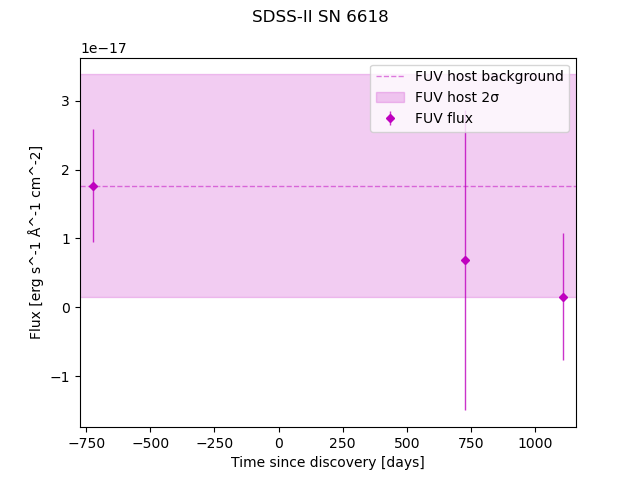 SDSS-II SN 6618
1e−17
FUV host background
FUV host 2σ
FUV flux
3
2
1
0
−1
Flux [erg s^-1 Å^-1 cm^-2]
−750 −500 −250 0 250 500 750 1000
Time since discovery [days]